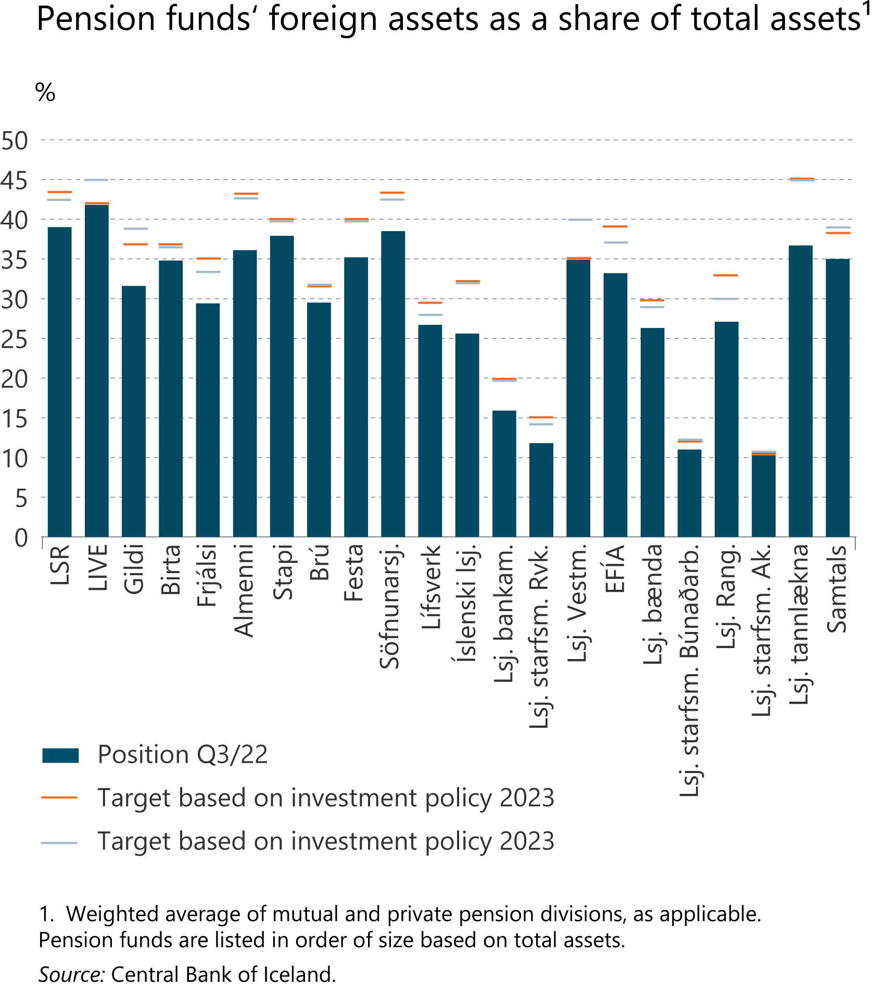 Pension funds‘ foreign assets as a share of total assets¹
%
50
45
40
35
30
25
20
15
10
5
0
LSR
LIVE
Gildi
Birta
Frjálsi
Almenni
Stapi
Brú
Festa
Söfnunarsj.
Lífsverk
Íslenski lsj.
Lsj. bankam.
Lsj. starfsm. Rvk.
Lsj. Vestm.
EFÍA
Lsj. bænda
Lsj. starfsm. Búnaðarb.
Lsj. Rang.
Lsj. starfsm. Ak.
Lsj. tannlækna
Samtals
Position Q3/22
Target based on investment policy 2023
Target based on investment policy 2023
1. Weighted average of mutual and private pension divisions, as applicable.
Pension funds are listed in order of size based on total assets.
Source: Central Bank of Iceland.